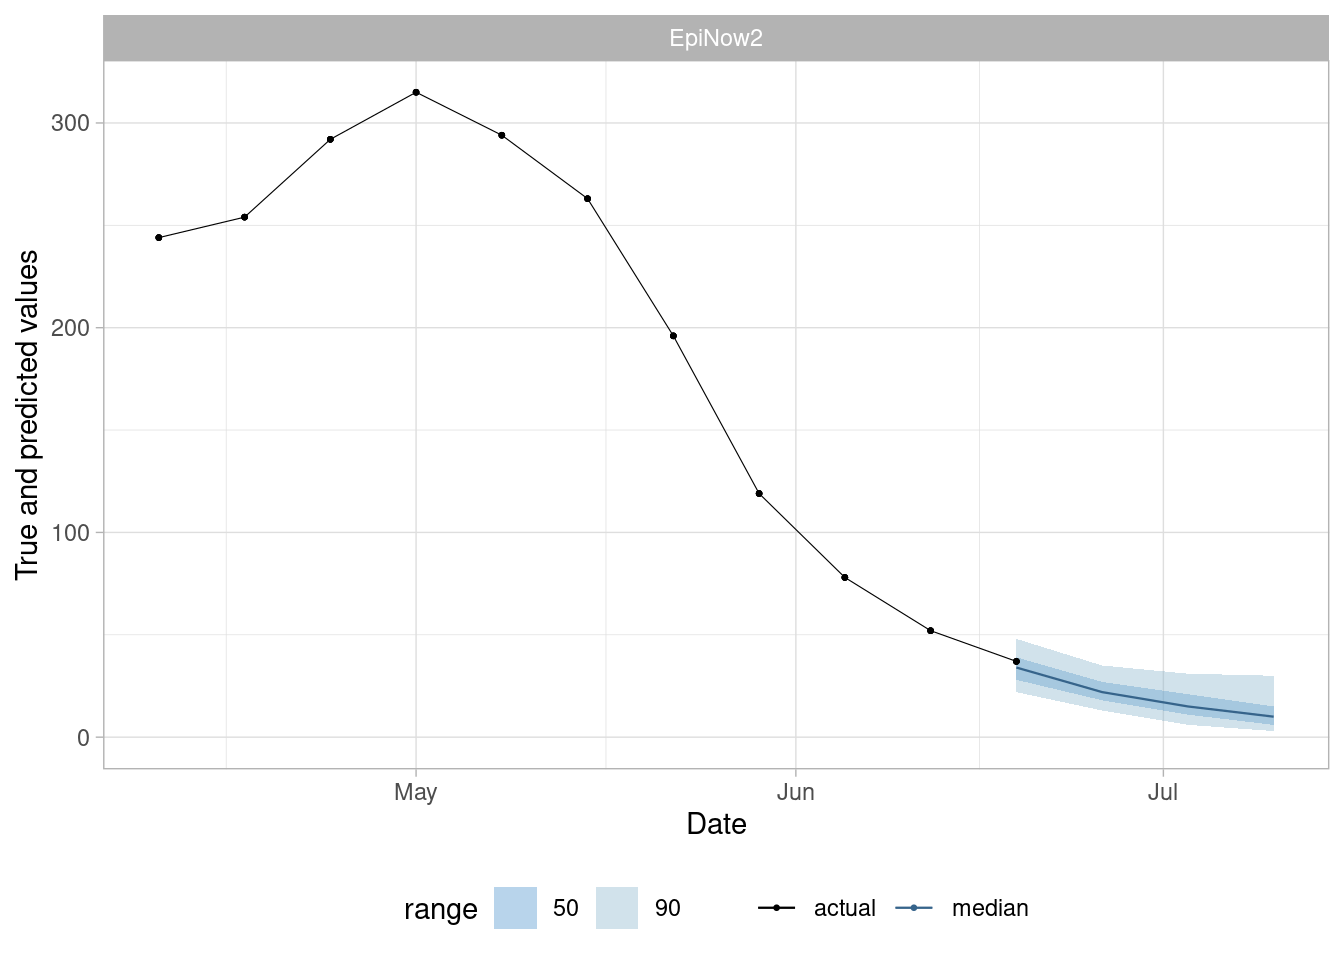 EpiNow2
True and predicted values
300
200
100
0
May Jun Jul
Date
range 50 90 actual median